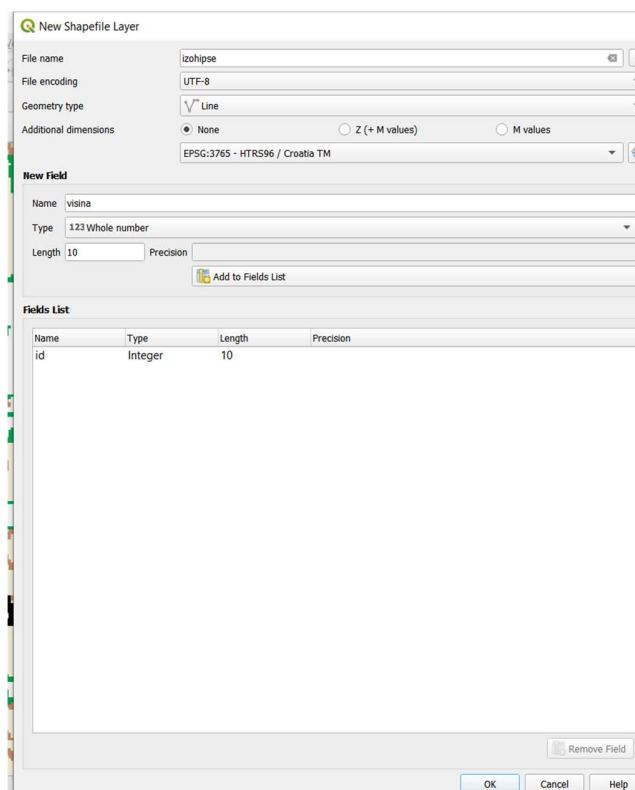 New Shapefile Layer
File name izohipse
File encoding UTF-8
Geometry type Line
Additional dimensions None Z (+ M values) M values
EPSG:3765 - HTRS96 / Croatia TM
New Field
Name visina
Type 123 Whole number
Length 10 Precision
Add to Fields List
Fields List
Name Type Length Precision
id Integer 10
Remove Field
OK Cancel Help